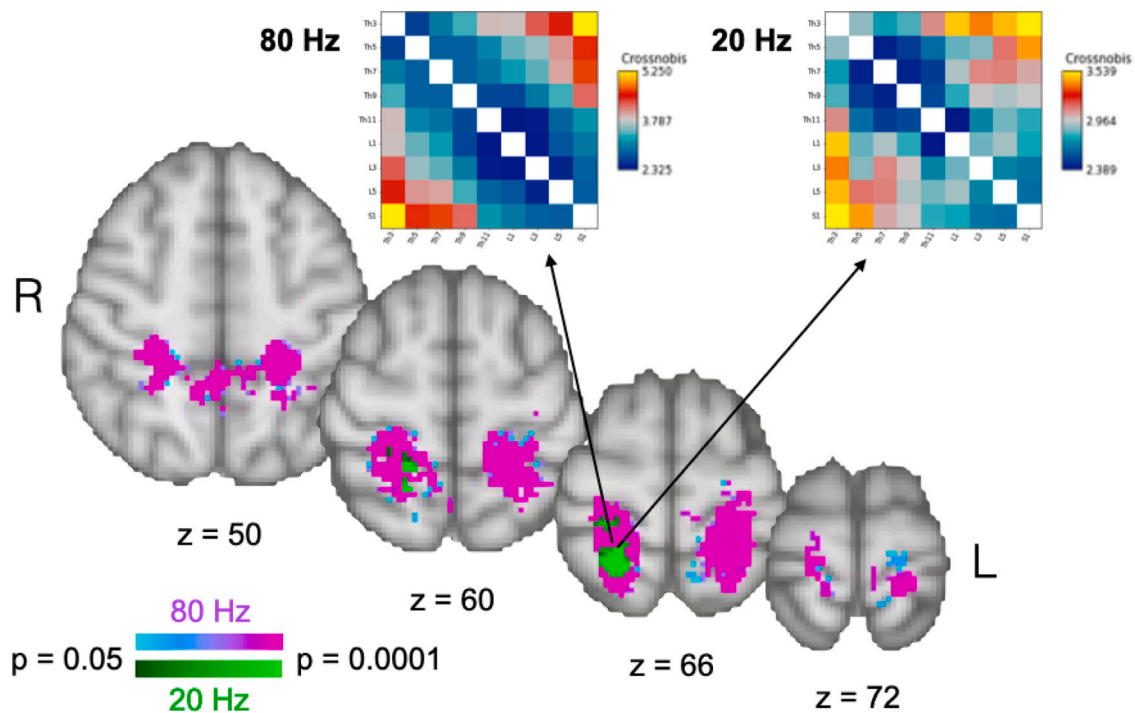 80 Hz
Th3
Th5
Th7
Th9
Th11
L1
L3
L5
S1
Th3
Th5
Th7
Th9
Th11
L1
L3
L5
S1
Crossnobis
5.250
3.787
2.325
20 Hz
Th3
Th5
Th7
Th9
Th11
L1
L3
L5
S1
Th3
Th5
Th7
Th9
Th11
L1
L3
L5
S1
Crossnobis
3.539
2.964
2.389
R
L
z = 50
z = 60
z = 66
z = 72
80 Hz
p = 0.05 p = 0.0001
20 Hz